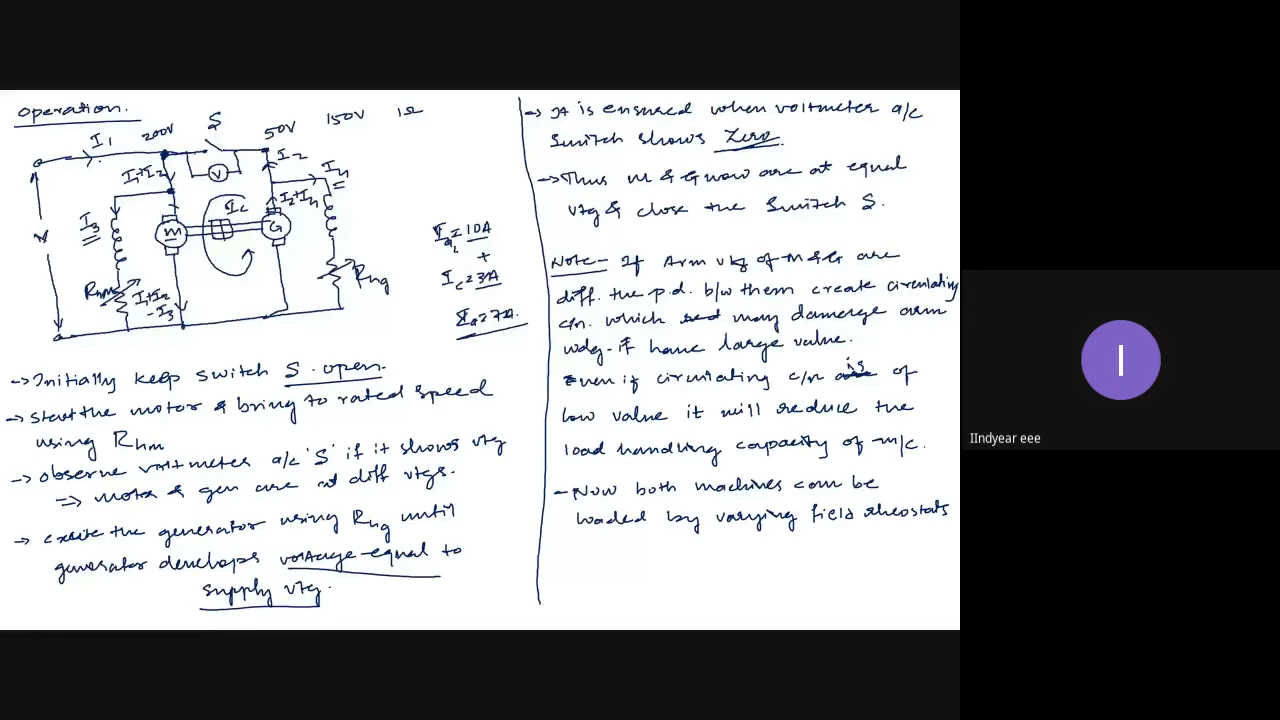 operation.
I1 200V S 50V 150V 1Ω
I1+I2 V I2 I4
I3 Ic I2+I4
V m G
Rhm I1+I2 -I3 Rhg
Ia = 10A
+
Ic = 3A
Ia = 7A
→ Initially keep switch S. open.
→ start the motor & bring to rated speed
using Rhm
→ observe voltmeter a/c 'S' if it shows vtg
⇒ motor & gen are at diff vtgs.
→ excite the generator using Rhg until
generator develops voltage equal to
supply vtg.
→ It is ensured when voltmeter a/c
Switch shows Zero.
→ Thus M & G now are at equal
vtg & close the Switch S.
Note- If Arm vtg of M & G are
diff. the p.d. b/w them create circulating
c/n. which may damerge arm
wdg. if have large value.
Even if circulating c/n is of
low value it will reduce the
load handling capacity of m/c.
- Now both machines can be
loaded by varying field rheostats
I
IIndyear eee